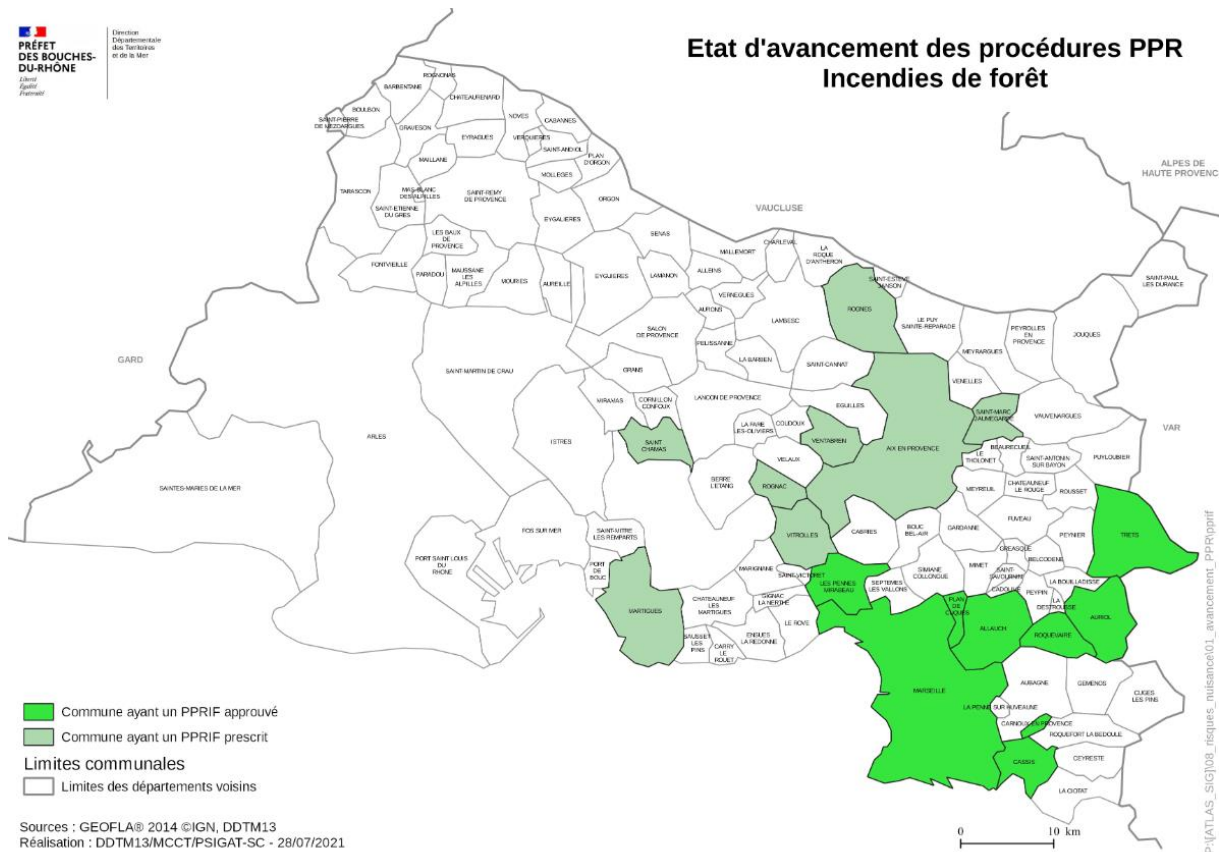 PRÉFET
DES BOUCHES-
DU-RHÔNE
Liberté
Égalité
Fraternité
Direction
Départementale
des Territoires
et de la Mer
Etat d'avancement des procédures PPR
Incendies de forêt
ROGNONAS
BARBENTANE
CHATEAURENARD
BOULBON
SAINT-PIERRE
DE MEZOARGUES
GRAVESON
NOVES
CABANNES
EYRAGUES
VERQUIERES
SAINT-ANDIOL
PLAN
D'ORGON
MAILLANE
MOLLEGES
TARASCON
MAS-BLANC
DES ALPILLES
SAINT-REMY
DE PROVENCE
SAINT-ETIENNE
DU GRES
ORGON
EYGALIERES
LES BAUX
DE
PROVENCE
SENAS
FONTVIEILLE
PARADOU
MAUSSANE
LES
ALPILLES
MOURIES
AUREILLE
EYGUIERES
LAMANON
ALLEINS
MALLEMORT
CHARLEVAL
LA
ROQUE
D'ANTHERON
VAUCLUSE
ALPES DE
HAUTE PROVENCE
SAINT-ESTEVE
JANSON
SAINT-PAUL
LES DURANCE
VERNEGUES
AURONS
ROGNES
LAMBESC
LE PUY
SAINTE-REPARADE
PEYROLLES
EN
PROVENCE
JOUQUES
MEYRARGUES
SALON
DE PROVENCE
PELISSANNE
LA BARBEN
SAINT-CANNAT
VENELLES
GARD
SAINT-MARTIN DE CRAU
GRANS
MIRAMAS
CORNILLON
CONFOUX
LANCON DE PROVENCE
EGUILLES
SAINT-MARC
JAUMEGARDE
VAUVENARGUES
VAR
ARLES
ISTRES
SAINT
CHAMAS
LA FARE
LES-OLIVIERS
COUDOUX
VENTABREN
AIX EN PROVENCE
LE
THOLONET
BEAURECUEIL
SAINT-ANTONIN
SUR BAYON
PUYLOUBIER
VELAUX
SAINTES-MARIES DE LA MER
BERRE
L'ETANG
ROGNAC
MEYREUIL
CHATEAUNEUF
LE ROUGE
ROUSSET
FOS SUR MER
SAINT-MITRE
LES REMPARTS
VITROLLES
CABRIES
BOUC
BEL-AIR
GARDANNE
FUVEAU
PEYNIER
TRETS
PORT SAINT LOUIS
DU
RHÔNE
PORT
DE
BOUC
MARIGNANE
SAINT-VICTORET
LES PENNES
MIRABEAU
SEPTEMES
LES VALLONS
SIMIANE
COLLONGUE
MIMET
GREASQUE
SAINT-
SAVOURNIN
BELCODENE
CADOLIVE
PEYPIN
LA BOUILLADISSE
LA
DESTROUSSE
MARTIGUES
CHATEAUNEUF
LES
MARTIGUES
GIGNAC
LA NERTHE
LE ROVE
PLAN
DE
CUQUES
ALLAUCH
ROQUEVAIRE
AURIOL
SAUSSET
LES
PINS
CARRY
LE
ROUET
ENSUES
LA REDONNE
MARSEILLE
AUBAGNE
GEMENOS
CUGES
LES PINS
LA PENNE SUR HUVEAUNE
CARNOUX EN PROVENCE
ROQUEFORT LA BEDOULE
CASSIS
CEYRESTE
LA CIOTAT
Commune ayant un PPRIF approuvé
Commune ayant un PPRIF prescrit
Limites communales
Limites des départements voisins
Sources : GEOFLA® 2014 ©IGN, DDTM13
Réalisation : DDTM13/MCCT/PSIGAT-SC - 28/07/2021
0 10 km
P:\[ATLAS_SIG]\08_risques_nuisance\01_avancement_PPR\pprif